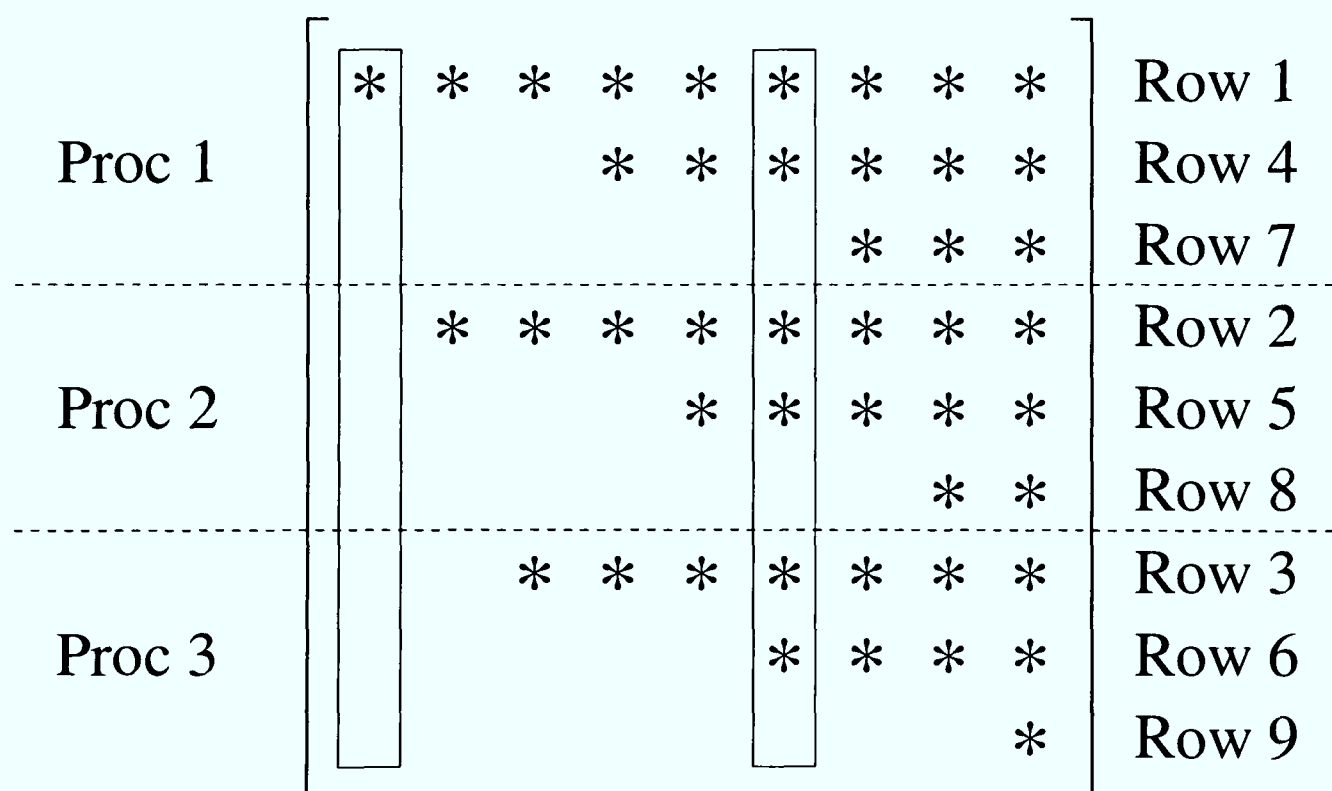 * * * * * * * * * Row 1
Proc 1 * * * * * * Row 4
* * * Row 7
* * * * * * * * Row 2
Proc 2 * * * * * Row 5
* * Row 8
* * * * * * * Row 3
Proc 3 * * * * Row 6
* Row 9